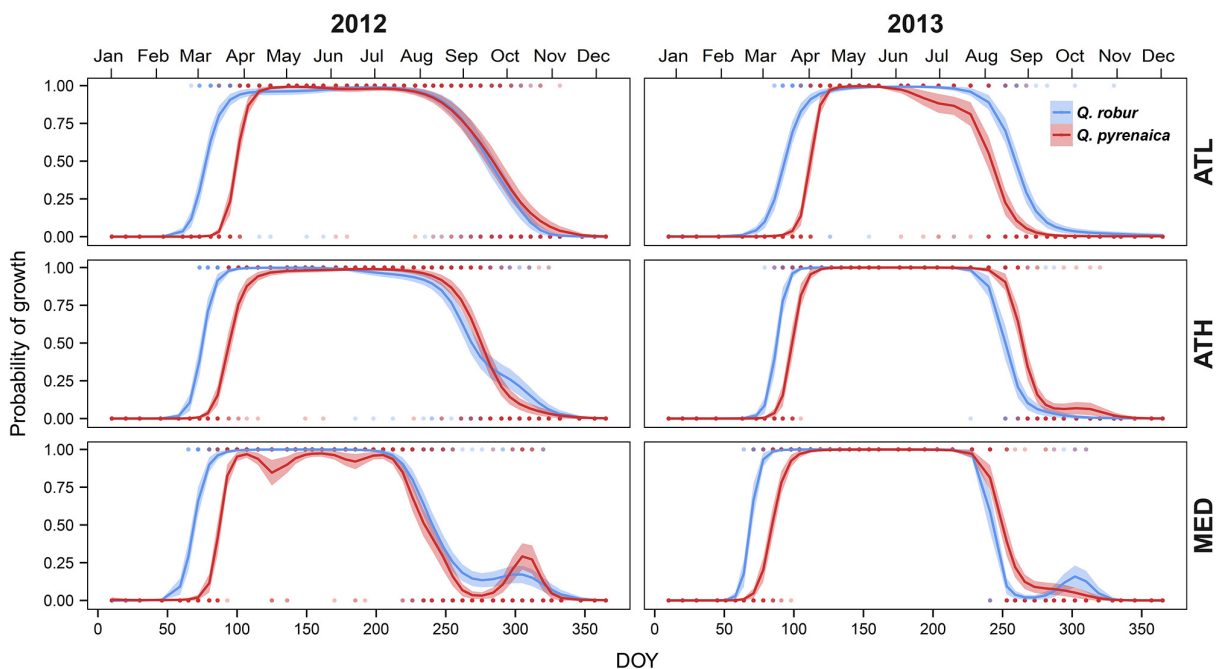 2012
2013
Jan Feb Mar Apr May Jun Jul Aug Sep Oct Nov Dec
Jan Feb Mar Apr May Jun Jul Aug Sep Oct Nov Dec
1.00
0.75
0.50
0.25
0.00
Q. robur
Q. pyrenaica
ATL
Probability of growth
1.00
0.75
0.50
0.25
0.00
ATH
1.00
0.75
0.50
0.25
0.00
MED
0 50 100 150 200 250 300 350
0 50 100 150 200 250 300 350
DOY